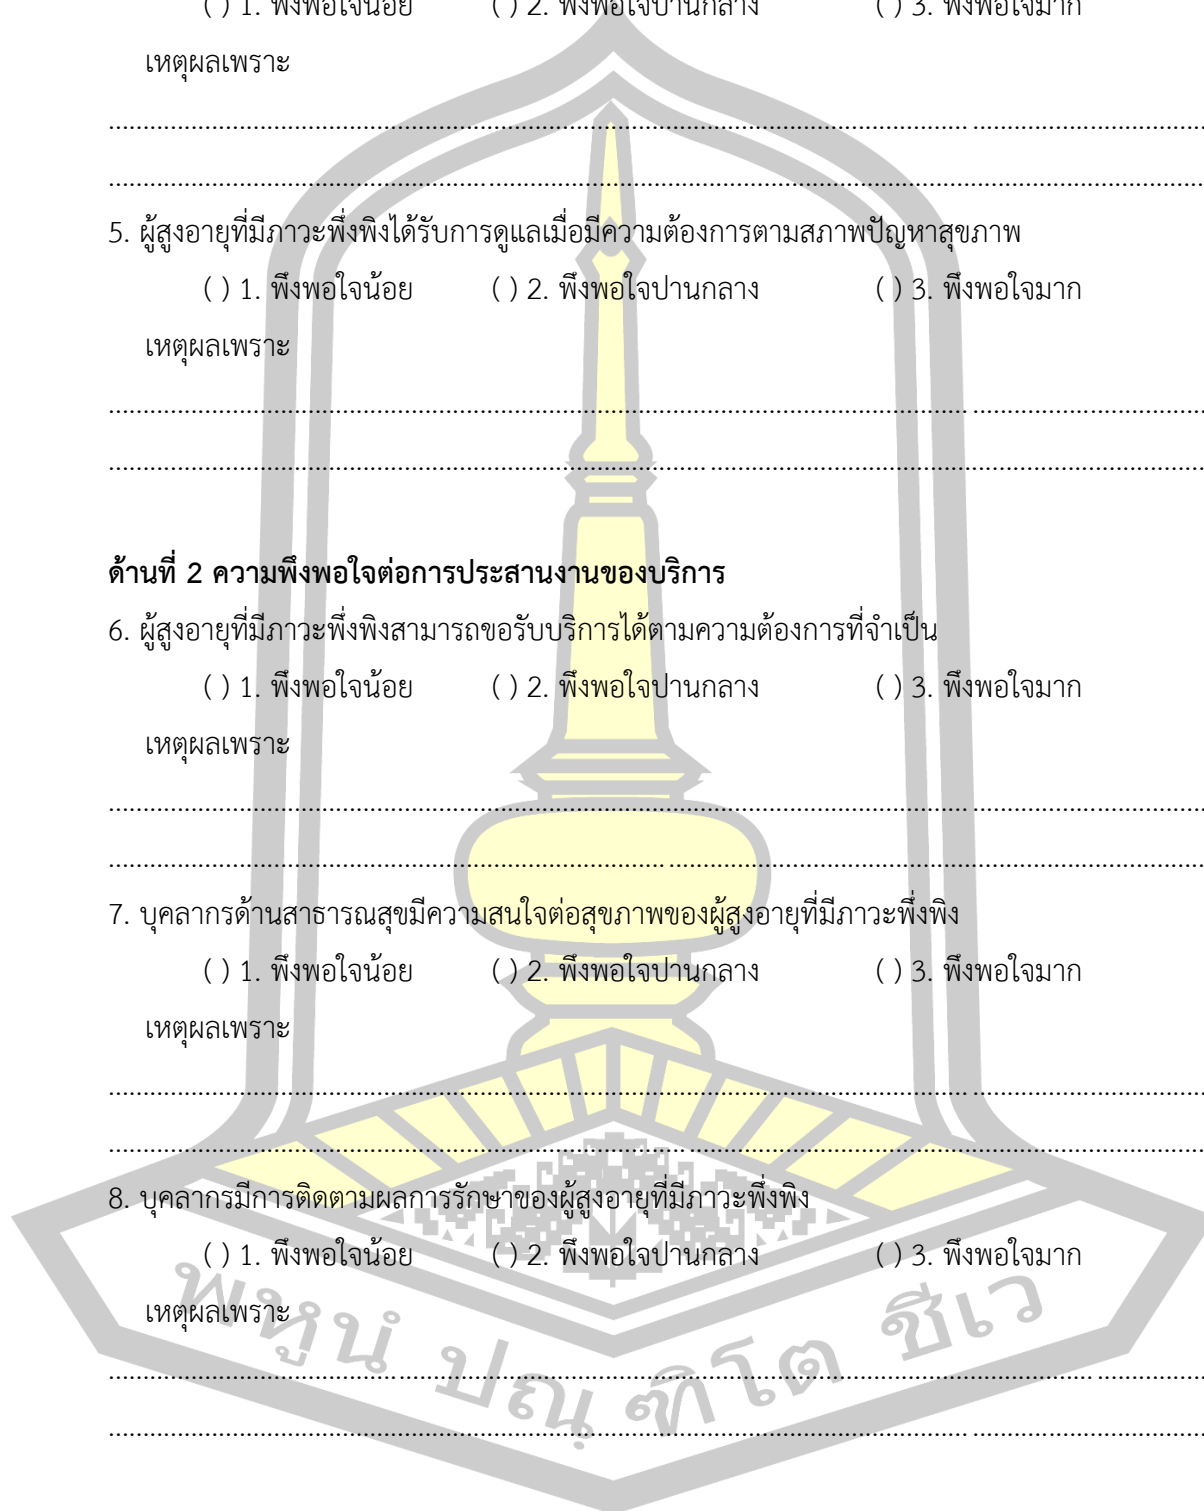 ( ) 1. พึงพอใจน้อย ( ) 2. พึงพอใจปานกลาง ( ) 3. พึงพอใจมาก
เหตุผลเพราะ
5. ผู้สูงอายุที่มีภาวะพึ่งพิงได้รับการดูแลเมื่อมีความต้องการตามสภาพปัญหาสุขภาพ
( ) 1. พึงพอใจน้อย ( ) 2. พึงพอใจปานกลาง ( ) 3. พึงพอใจมาก
เหตุผลเพราะ
ด้านที่ 2 ความพึงพอใจต่อการประสานงานของบริการ
6. ผู้สูงอายุที่มีภาวะพึ่งพิงสามารถขอรับบริการได้ตามความต้องการที่จำเป็น
( ) 1. พึงพอใจน้อย ( ) 2. พึงพอใจปานกลาง ( ) 3. พึงพอใจมาก
เหตุผลเพราะ
7. บุคลากรด้านสาธารณสุขมีความสนใจต่อสุขภาพของผู้สูงอายุที่มีภาวะพึ่งพิง
( ) 1. พึงพอใจน้อย ( ) 2. พึงพอใจปานกลาง ( ) 3. พึงพอใจมาก
เหตุผลเพราะ
8. บุคลากรมีการติดตามผลการรักษาของผู้สูงอายุที่มีภาวะพึ่งพิง
( ) 1. พึงพอใจน้อย ( ) 2. พึงพอใจปานกลาง ( ) 3. พึงพอใจมาก
เหตุผลเพราะ
พหูนํ ปณฺฑิโต ชีเว